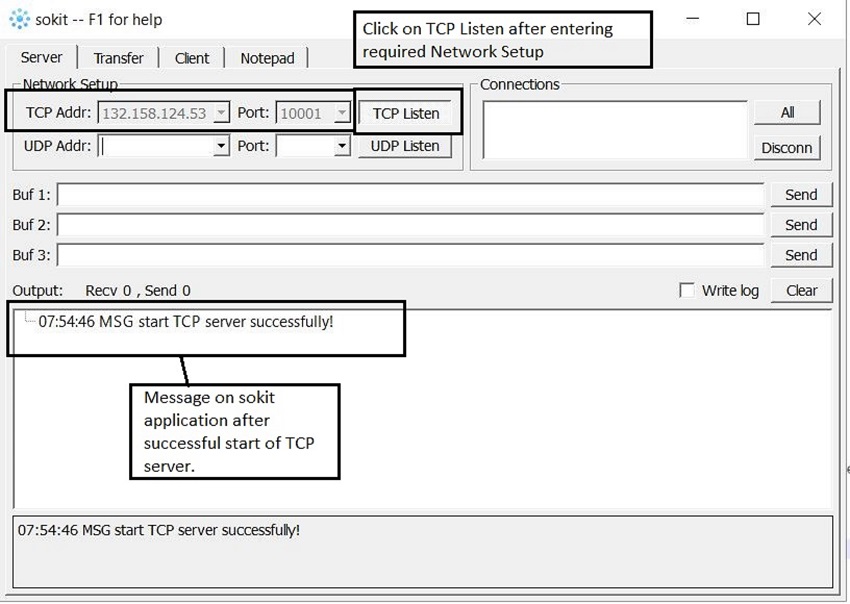 sokit -- F1 for help
Click on TCP Listen after entering
required Network Setup
Server Transfer Client Notepad
Network Setup
Connections
TCP Addr: 132.158.124.53 Port: 10001 TCP Listen
All
UDP Addr: Port: UDP Listen
Disconn
Buf 1: Send
Buf 2: Send
Buf 3: Send
Output: Recv 0 , Send 0 Write log Clear
07:54:46 MSG start TCP server successfully!
Message on sokit
application after
successful start of TCP
server.
07:54:46 MSG start TCP server successfully!